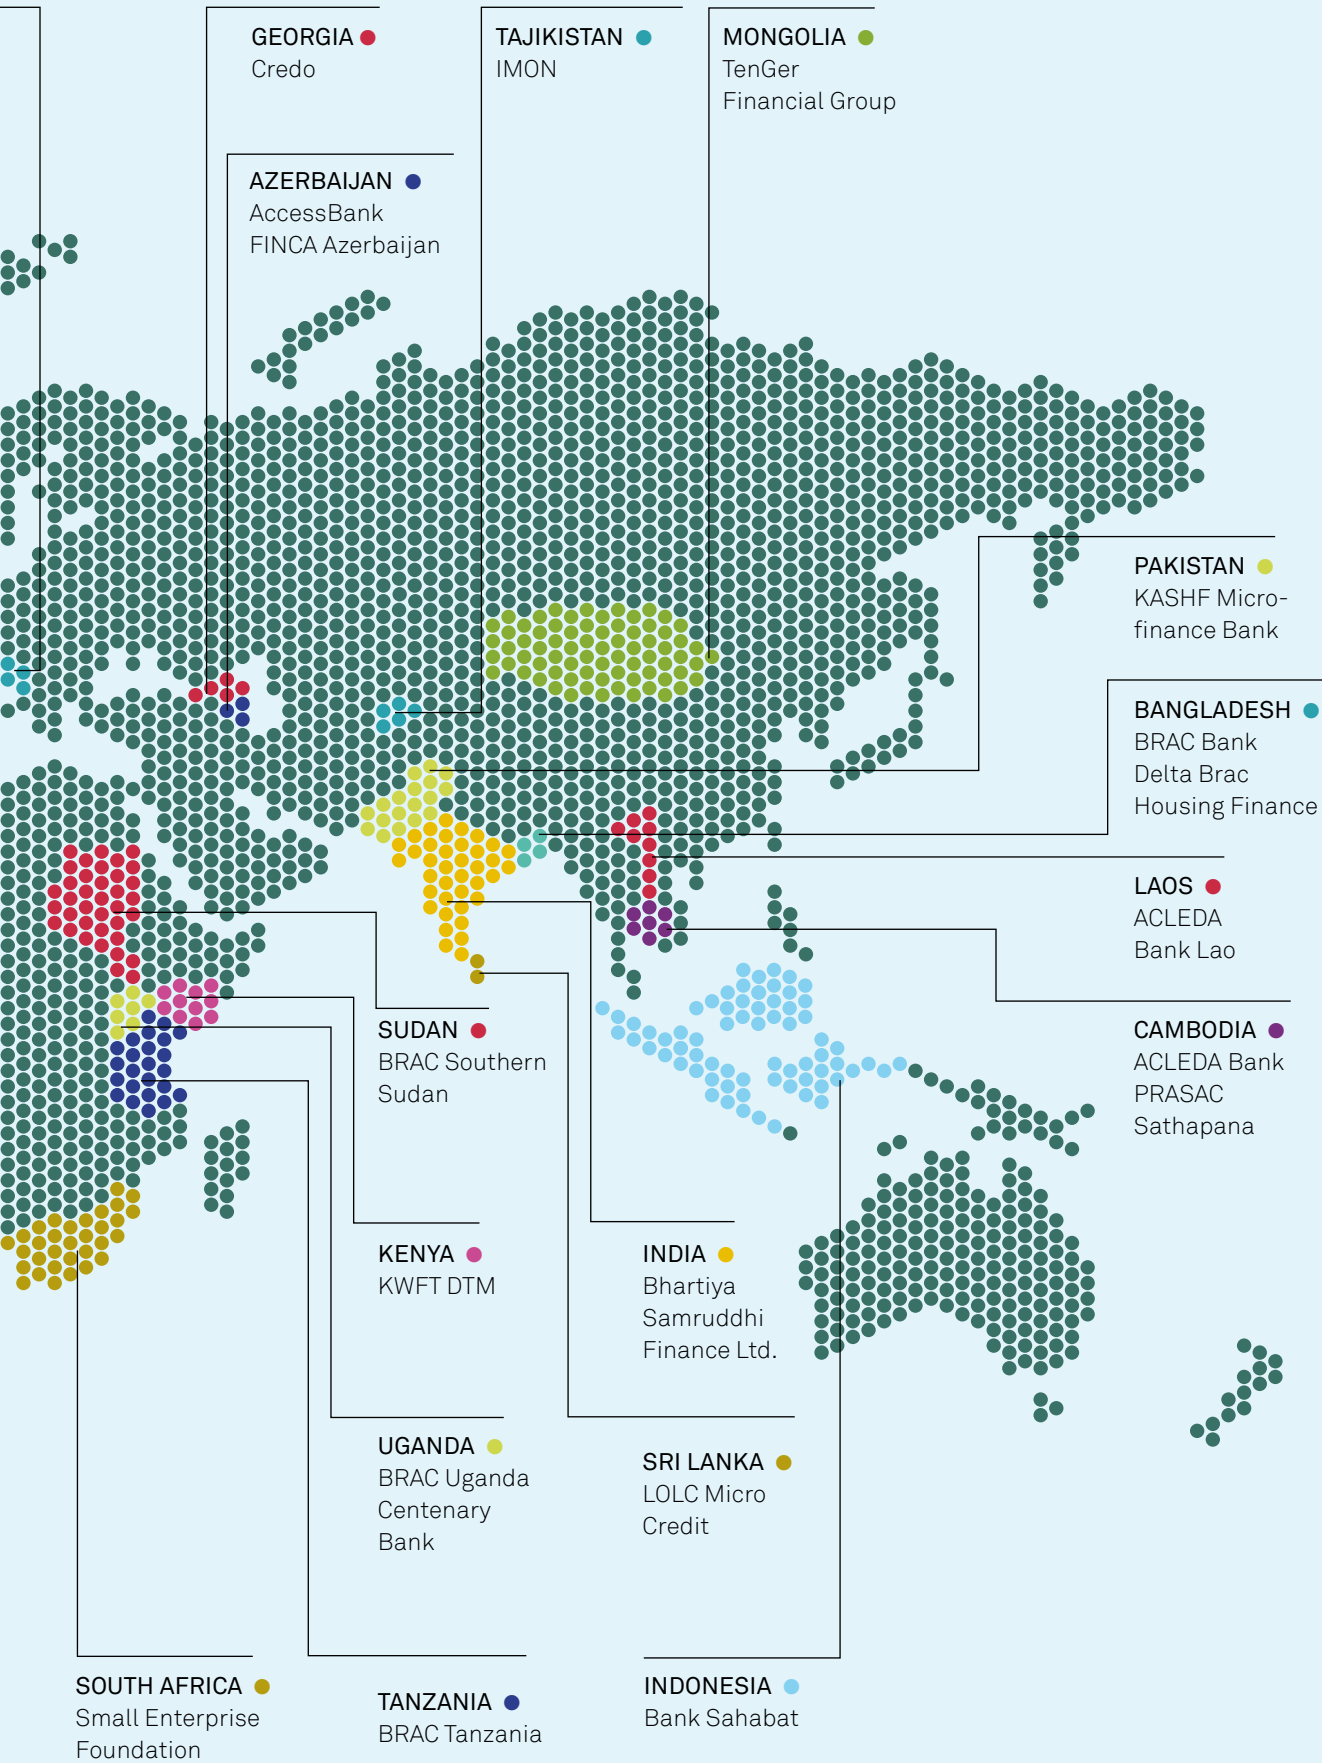 GEORGIA
Credo
TAJIKISTAN
IMON
MONGOLIA
TenGer
Financial Group
AZERBAIJAN
AccessBank
FINCA Azerbaijan
PAKISTAN
KASHF Micro-
finance Bank
BANGLADESH
BRAC Bank
Delta Brac
Housing Finance
LAOS
ACLEDA
Bank Lao
SUDAN
BRAC Southern
Sudan
CAMBODIA
ACLEDA Bank
PRASAC
Sathapana
KENYA
KWFT DTM
INDIA
Bhartiya
Samruddhi
Finance Ltd.
UGANDA
BRAC Uganda
Centenary
Bank
SRI LANKA
LOLC Micro
Credit
SOUTH AFRICA
Small Enterprise
Foundation
TANZANIA
BRAC Tanzania
INDONESIA
Bank Sahabat